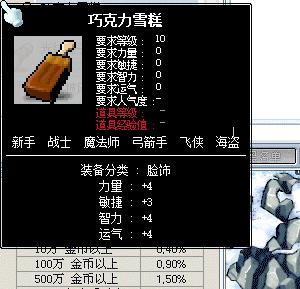 巧克力雪糕
要求等级： 10
要求力量： 0
要求敏捷： 0
要求智力： 0
要求运气： 0
要求人气度： -
道具等级： -
道具经验值： -
新手 战士 魔法师 弓箭手 飞侠 海盗
装备分类 ： 脸饰
力量 ： +4
敏捷 ： +3
智力 ： +4
运气 ： +4
10万 金币以上 0,40%
100万 金币以上 0,90%
500万 金币以上 1,50%